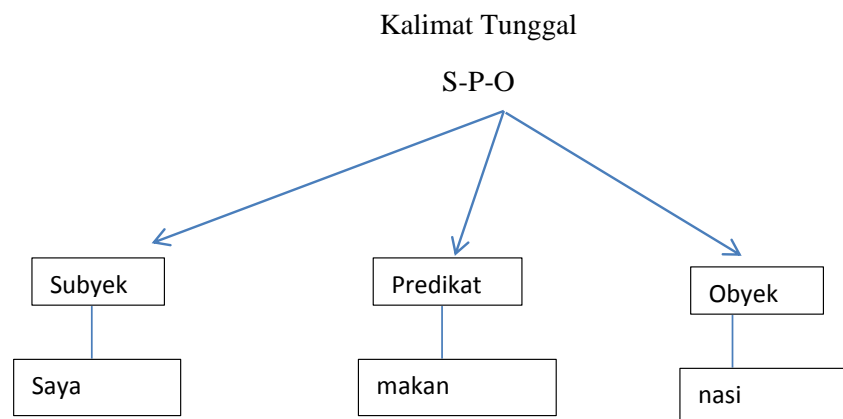 Kalimat Tunggal
S-P-O
Subyek
Predikat
Obyek
Saya
makan
nasi